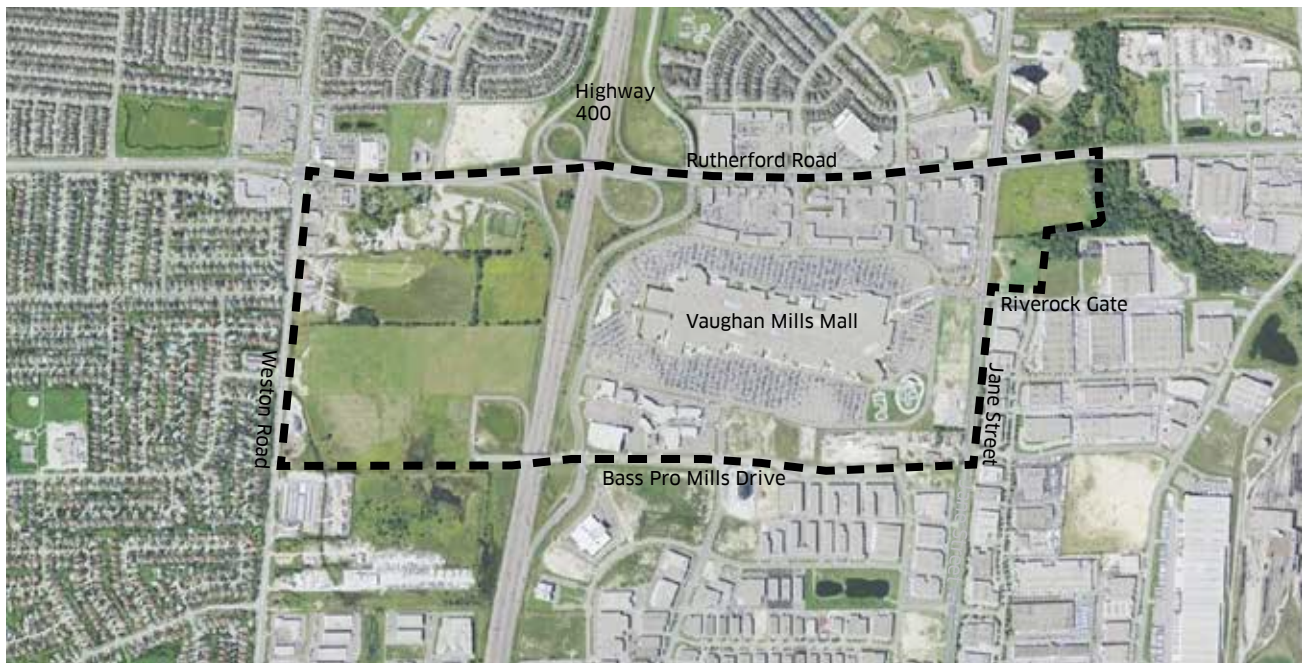 Highway
400
Rutherford Road
Riverock Gate
Vaughan Mills Mall
Weston Road
Jane Street
Bass Pro Mills Drive